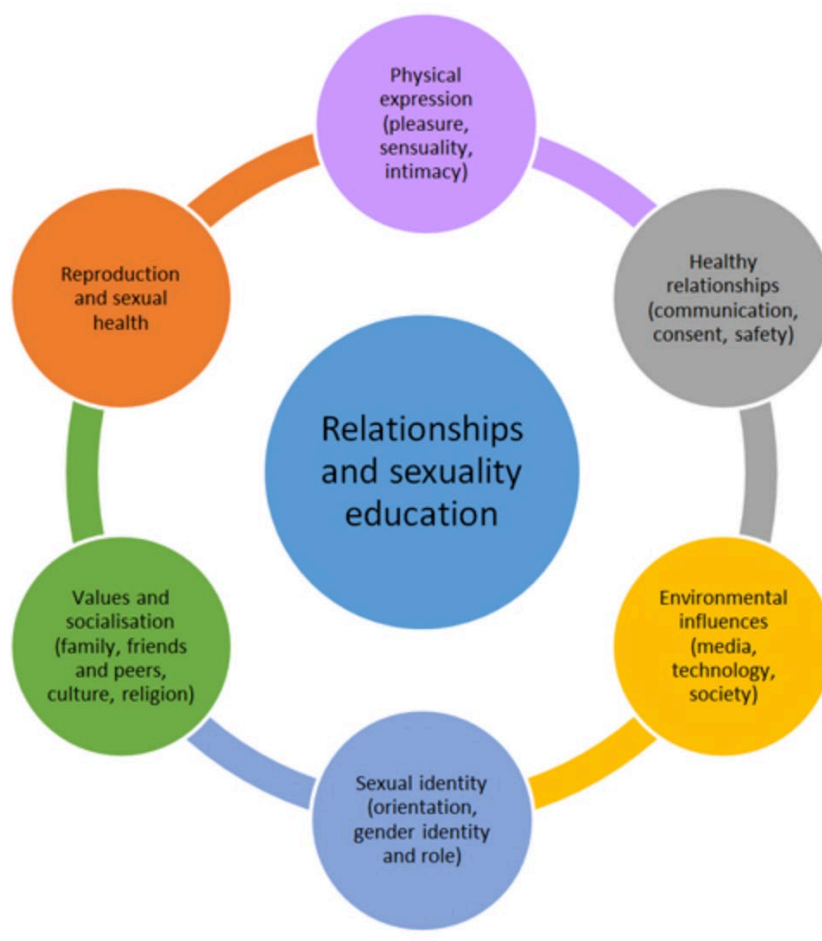 Physical
expression
(pleasure,
sensuality,
intimacy)
Healthy
relationships
(communication,
consent, safety)
Environmental
influences
(media,
technology,
society)
Sexual identity
(orientation,
gender identity
and role)
Values and
socialisation
(family, friends
and peers,
culture, religion)
Reproduction
and sexual
health
Relationships
and sexuality
education